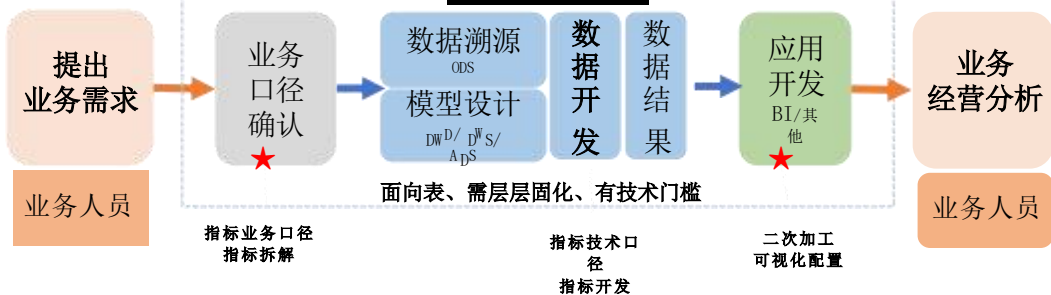 提出
业务需求
业务人员
业务
口径
确认
数据溯源
ODS
模型设计
DWD/ DWS/
ADS
数
据
开
发
数
据
结
果
应用
开发
BI/其
他
业务
经营分析
业务人员
面向表、需层层固化、有技术门槛
指标业务口径
指标拆解
指标技术口
径
指标开发
二次加工
可视化配置